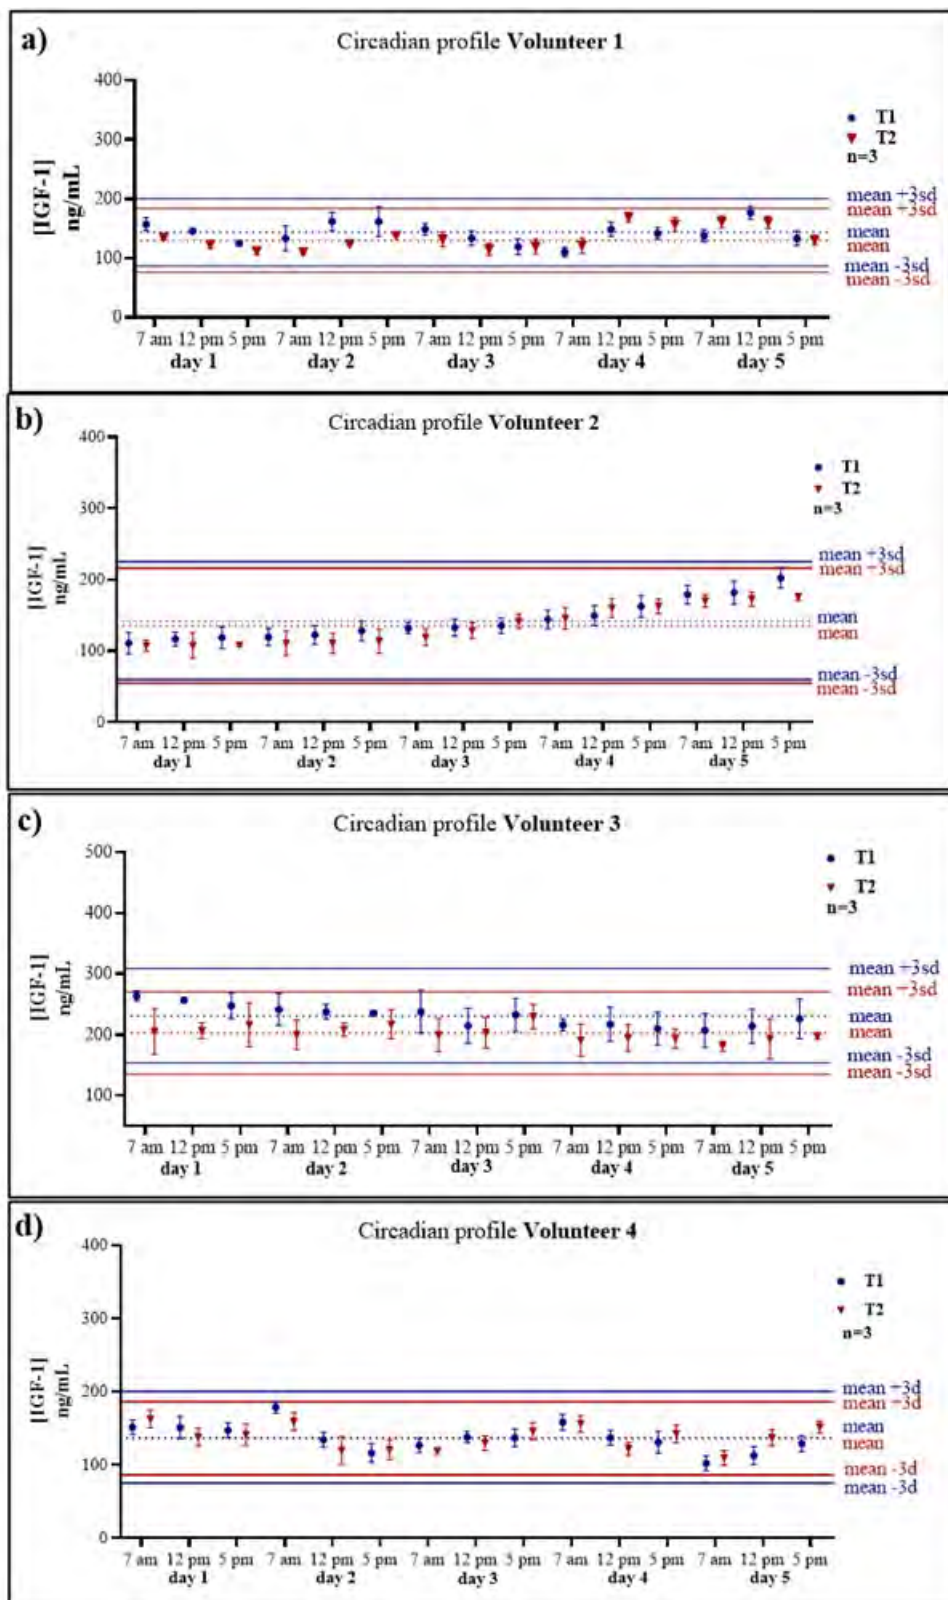 a)
Circadian profile Volunteer 1
400
300
200
100
0
[IGF-1]
ng/mL
T1
T2
n=3
mean +3sd
mean +3sd
mean
mean
mean -3sd
mean -3sd
7 am 12 pm 5 pm 7 am 12 pm 5 pm 7 am 12 pm 5 pm 7 am 12 pm 5 pm 7 am 12 pm 5 pm
day 1 day 2 day 3 day 4 day 5
b)
Circadian profile Volunteer 2
400
300
200
100
0
[IGF-1]
ng/mL
T1
T2
n=3
mean +3sd
mean +3sd
mean
mean
mean -3sd
mean -3sd
7 am 12 pm 5 pm 7 am 12 pm 5 pm 7 am 12 pm 5 pm 7 am 12 pm 5 pm 7 am 12 pm 5 pm
day 1 day 2 day 3 day 4 day 5
c)
Circadian profile Volunteer 3
500
400
300
200
100
[IGF-1]
ng/mL
T1
T2
n=3
mean +3sd
mean +3sd
mean
mean
mean -3sd
mean -3sd
7 am 12 pm 5 pm 7 am 12 pm 5 pm 7 am 12 pm 5 pm 7 am 12 pm 5 pm 7 am 12 pm 5 pm
day 1 day 2 day 3 day 4 day 5
d)
Circadian profile Volunteer 4
400
300
200
100
0
[IGF-1]
ng/mL
T1
T2
n=3
mean +3d
mean +3d
mean
mean
mean -3d
mean -3d
7 am 12 pm 5 pm 7 am 12 pm 5 pm 7 am 12 pm 5 pm 7 am 12 pm 5 pm 7 am 12 pm 5 pm
day 1 day 2 day 3 day 4 day 5